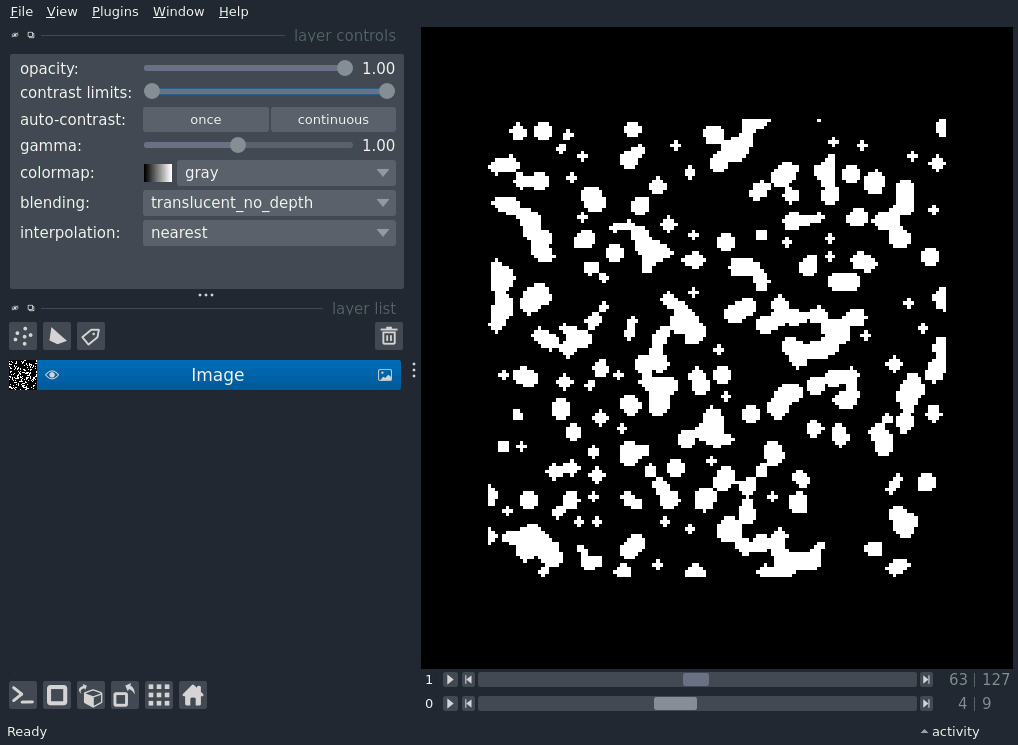 File View Plugins Window Help
layer controls
opacity: 1.00
contrast limits:
auto-contrast: once continuous
gamma: 1.00
colormap: gray
blending: translucent_no_depth
interpolation: nearest
layer list
Image
1 63 | 127
0 4 | 9
Ready activity